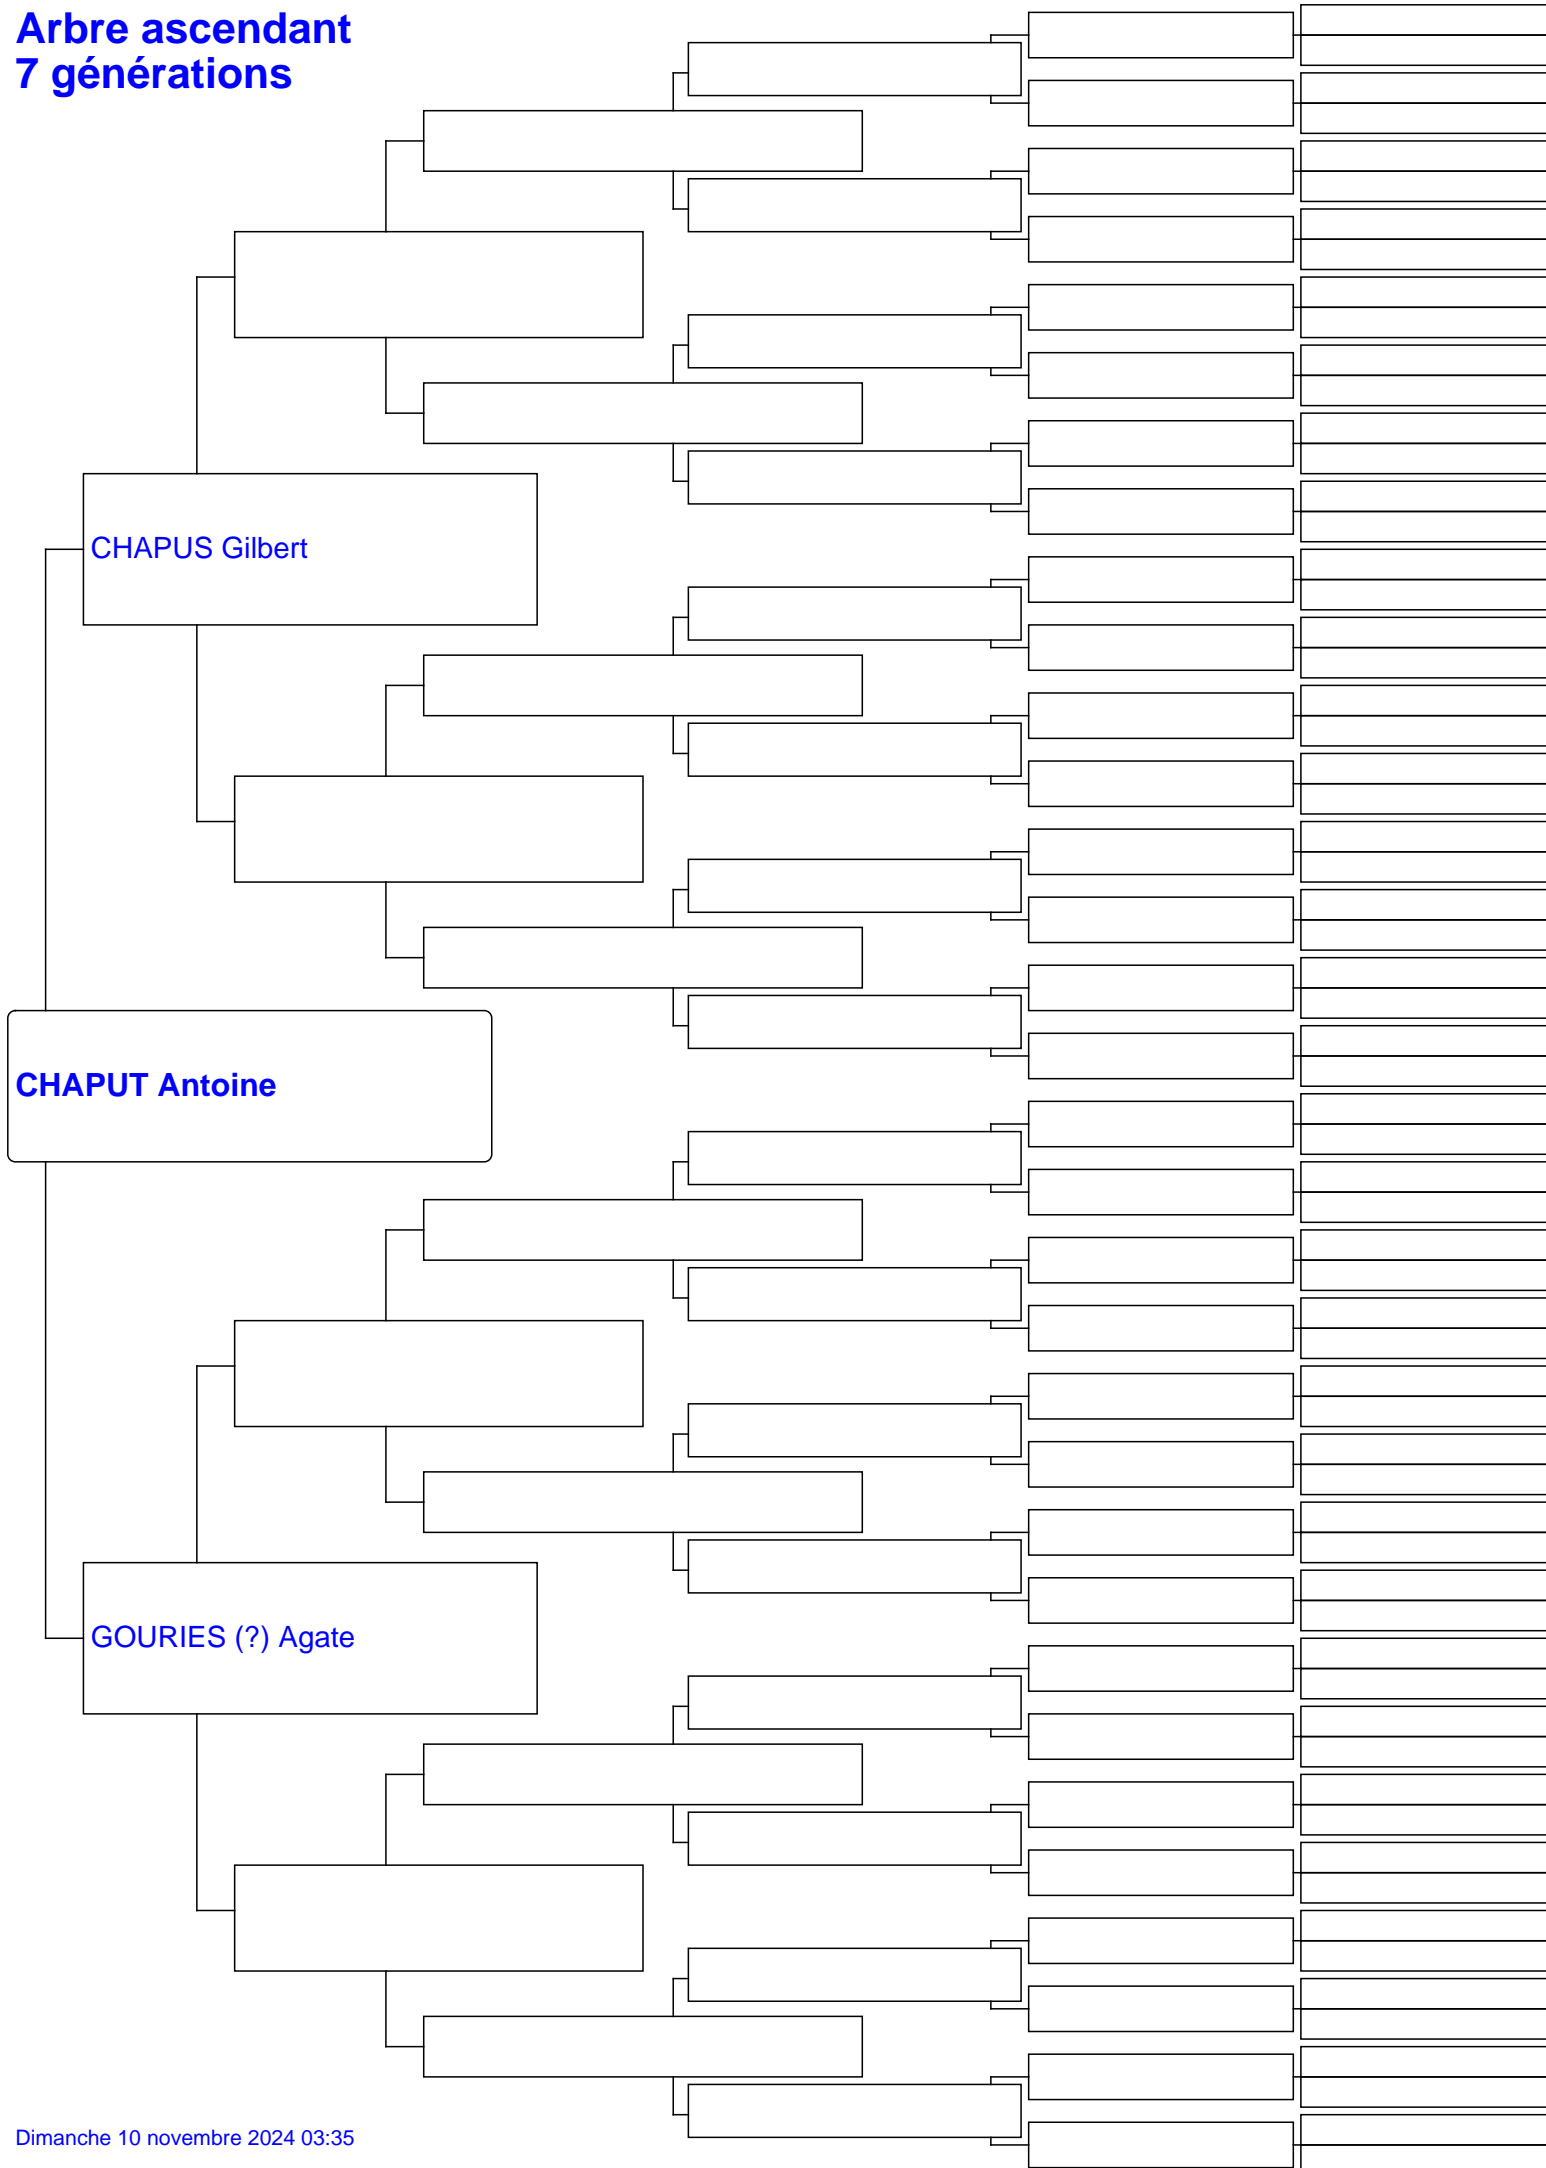 Arbre ascendant
7 générations
CHAPUS Gilbert
CHAPUT Antoine
GOURIES (?) Agate
Dimanche 10 novembre 2024 03:35